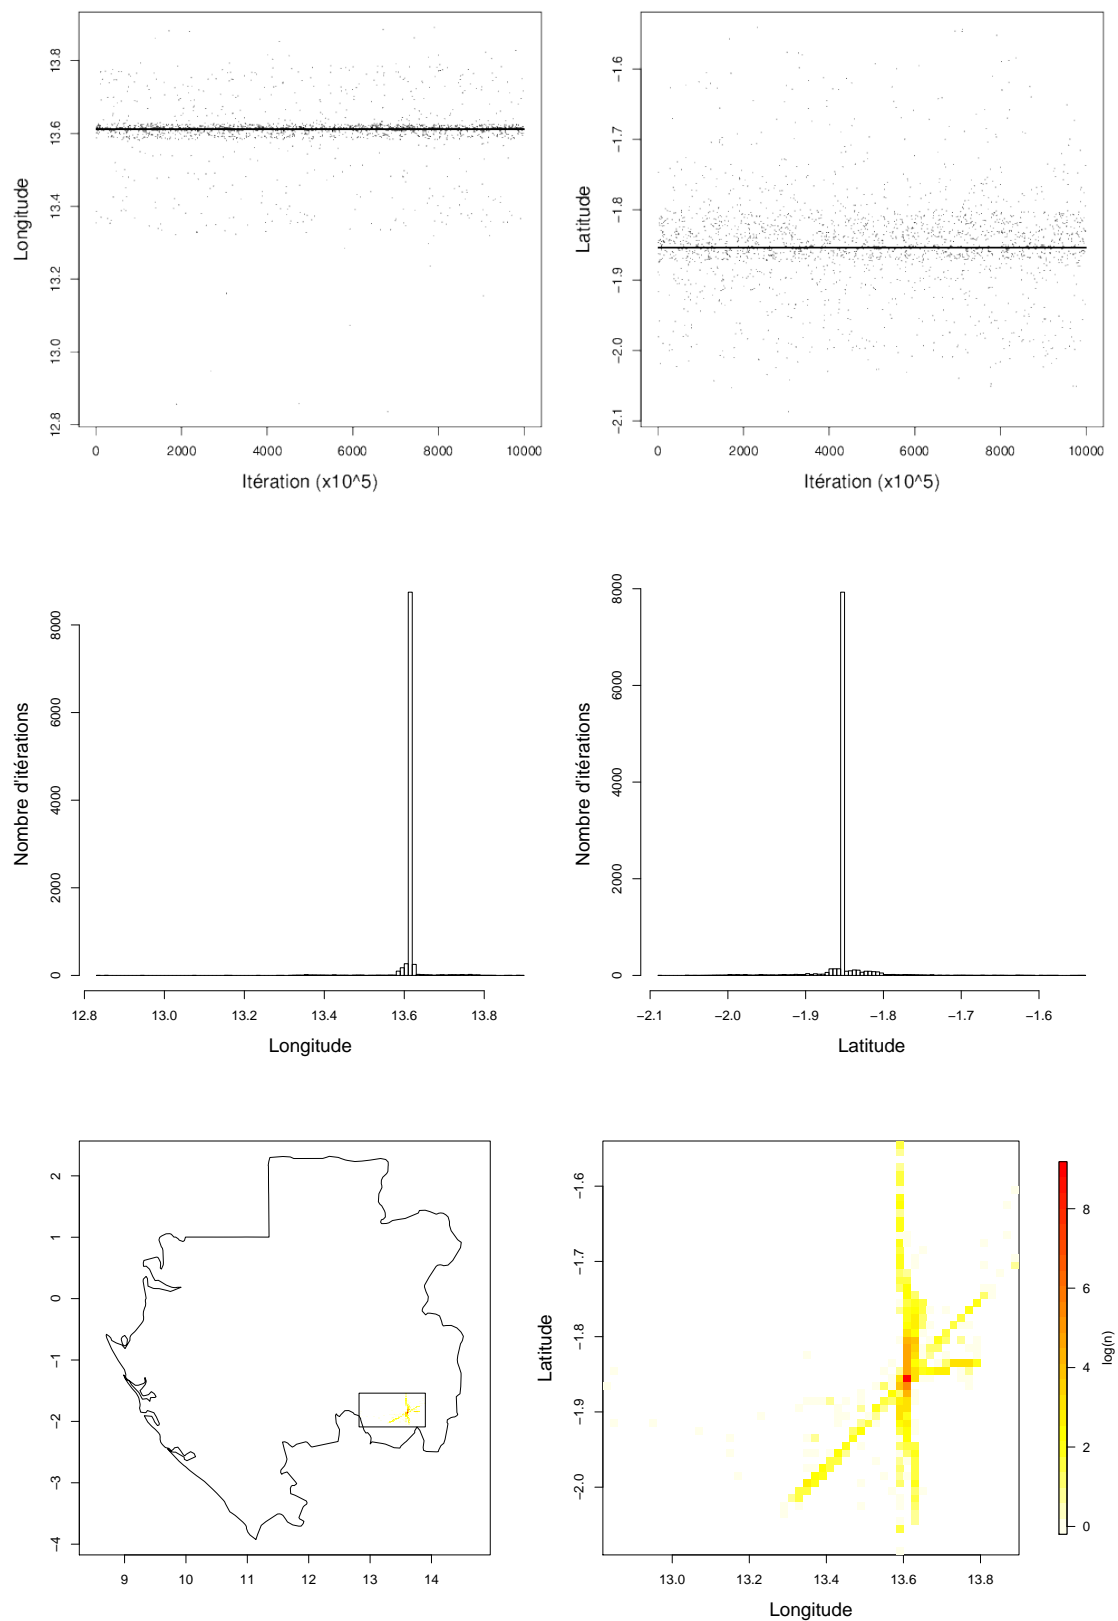 13.8
13.6
13.4
13.2
13.0
12.8
Longitude
0 2000 4000 6000 8000 10000
Itération (x10^5)
−1.6
−1.7
−1.8
−1.9
−2.0
−2.1
Latitude
0 2000 4000 6000 8000 10000
Itération (x10^5)
8000
6000
4000
2000
0
Nombre d'itérations
12.8 13.0 13.2 13.4 13.6 13.8
Longitude
8000
6000
4000
2000
0
Nombre d'itérations
−2.1 −2.0 −1.9 −1.8 −1.7 −1.6
Latitude
2
1
0
−1
−2
−3
−4
9 10 11 12 13 14
−1.6
−1.7
−1.8
−1.9
−2.0
Latitude
13.0 13.2 13.4 13.6 13.8
Longitude
8
6
4
2
0
log(n)